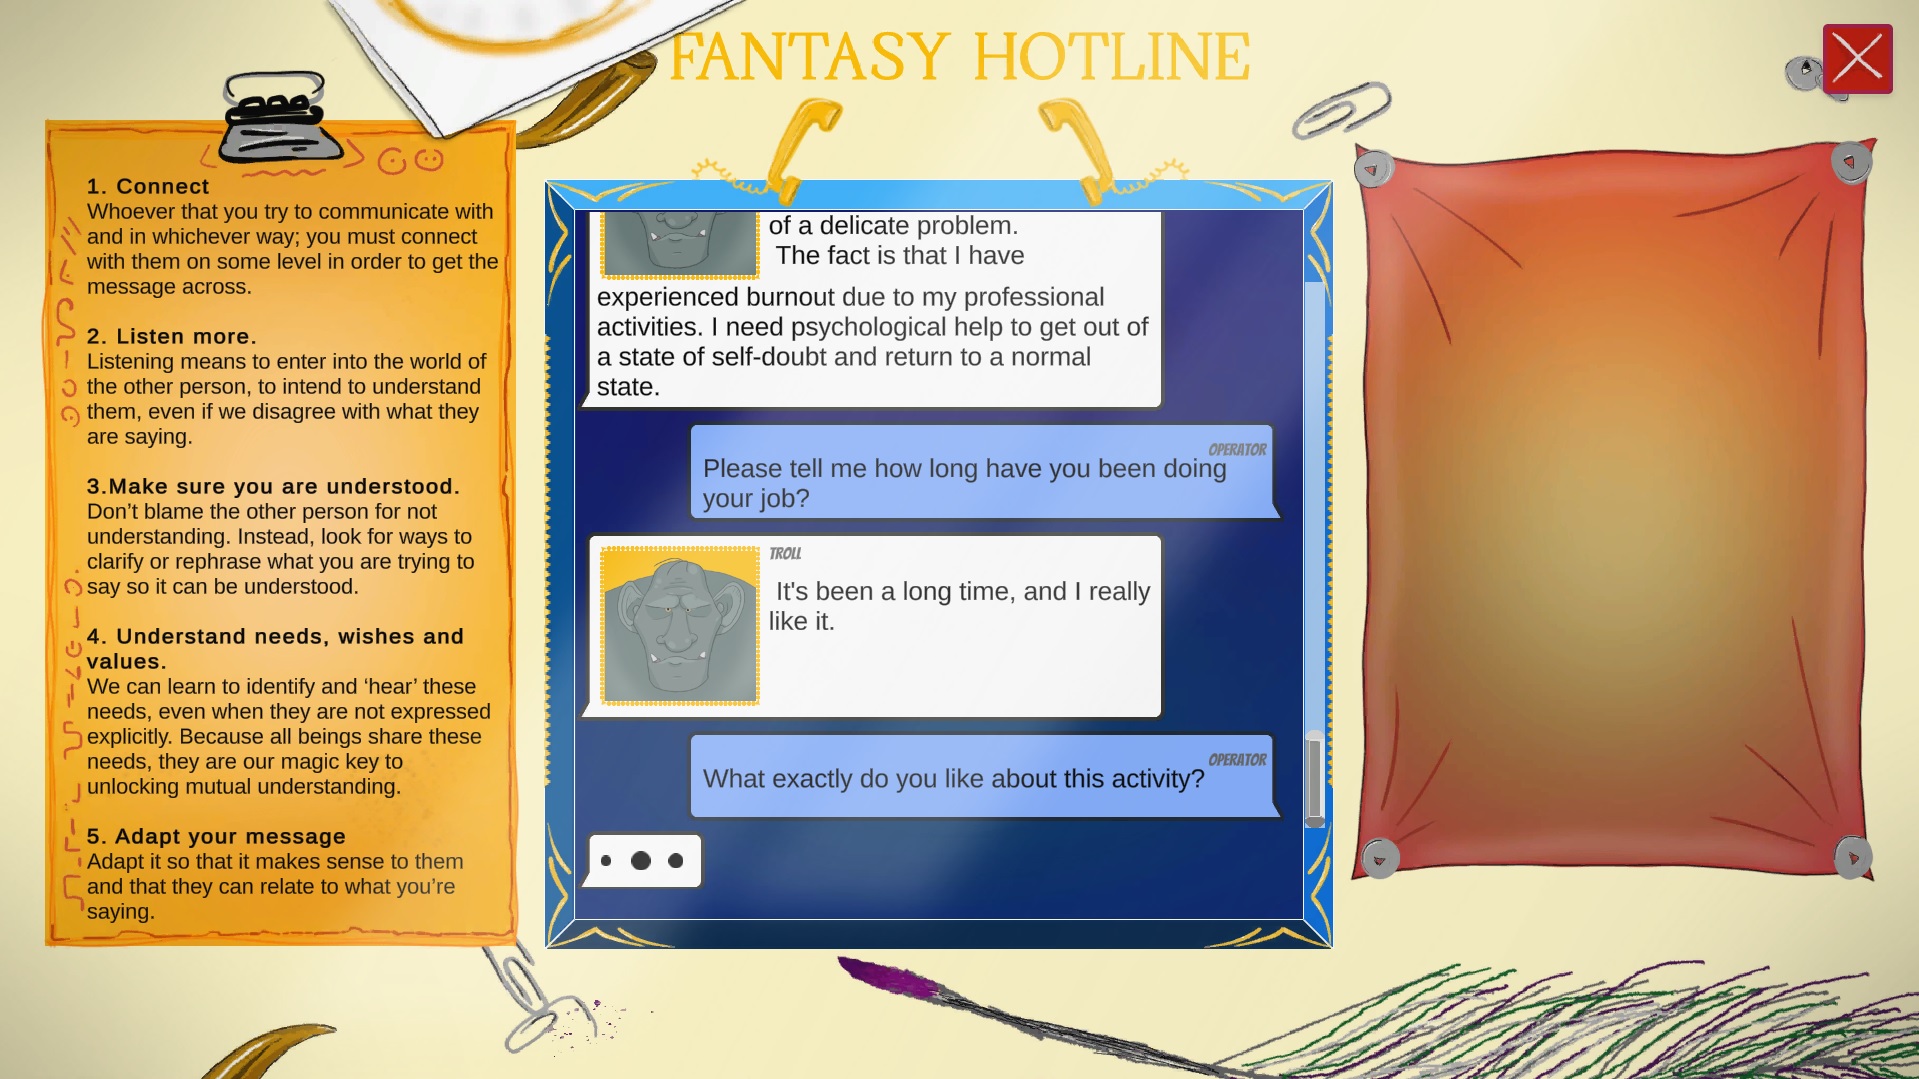 FANTASY HOTLINE
1. Connect
Whoever that you try to communicate with
and in whichever way; you must connect
with them on some level in order to get the
message across.
2. Listen more.
Listening means to enter into the world of
the other person, to intend to understand
them, even if we disagree with what they
are saying.
3.Make sure you are understood.
Don’t blame the other person for not
understanding. Instead, look for ways to
clarify or rephrase what you are trying to
say so it can be understood.
4. Understand needs, wishes and
values.
We can learn to identify and ‘hear’ these
needs, even when they are not expressed
explicitly. Because all beings share these
needs, they are our magic key to
unlocking mutual understanding.
5. Adapt your message
Adapt it so that it makes sense to them
and that they can relate to what you’re
saying.
of a delicate problem.
The fact is that I have
experienced burnout due to my professional
activities. I need psychological help to get out of
a state of self-doubt and return to a normal
state.
OPERATOR
Please tell me how long have you been doing
your job?
TROLL
It's been a long time, and I really
like it.
OPERATOR
What exactly do you like about this activity?